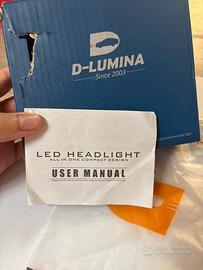 D-LUMINA
Since 2003
LED HEADLIGHT
ALL IN ONE COMPACT DESIGN
USER MANUAL